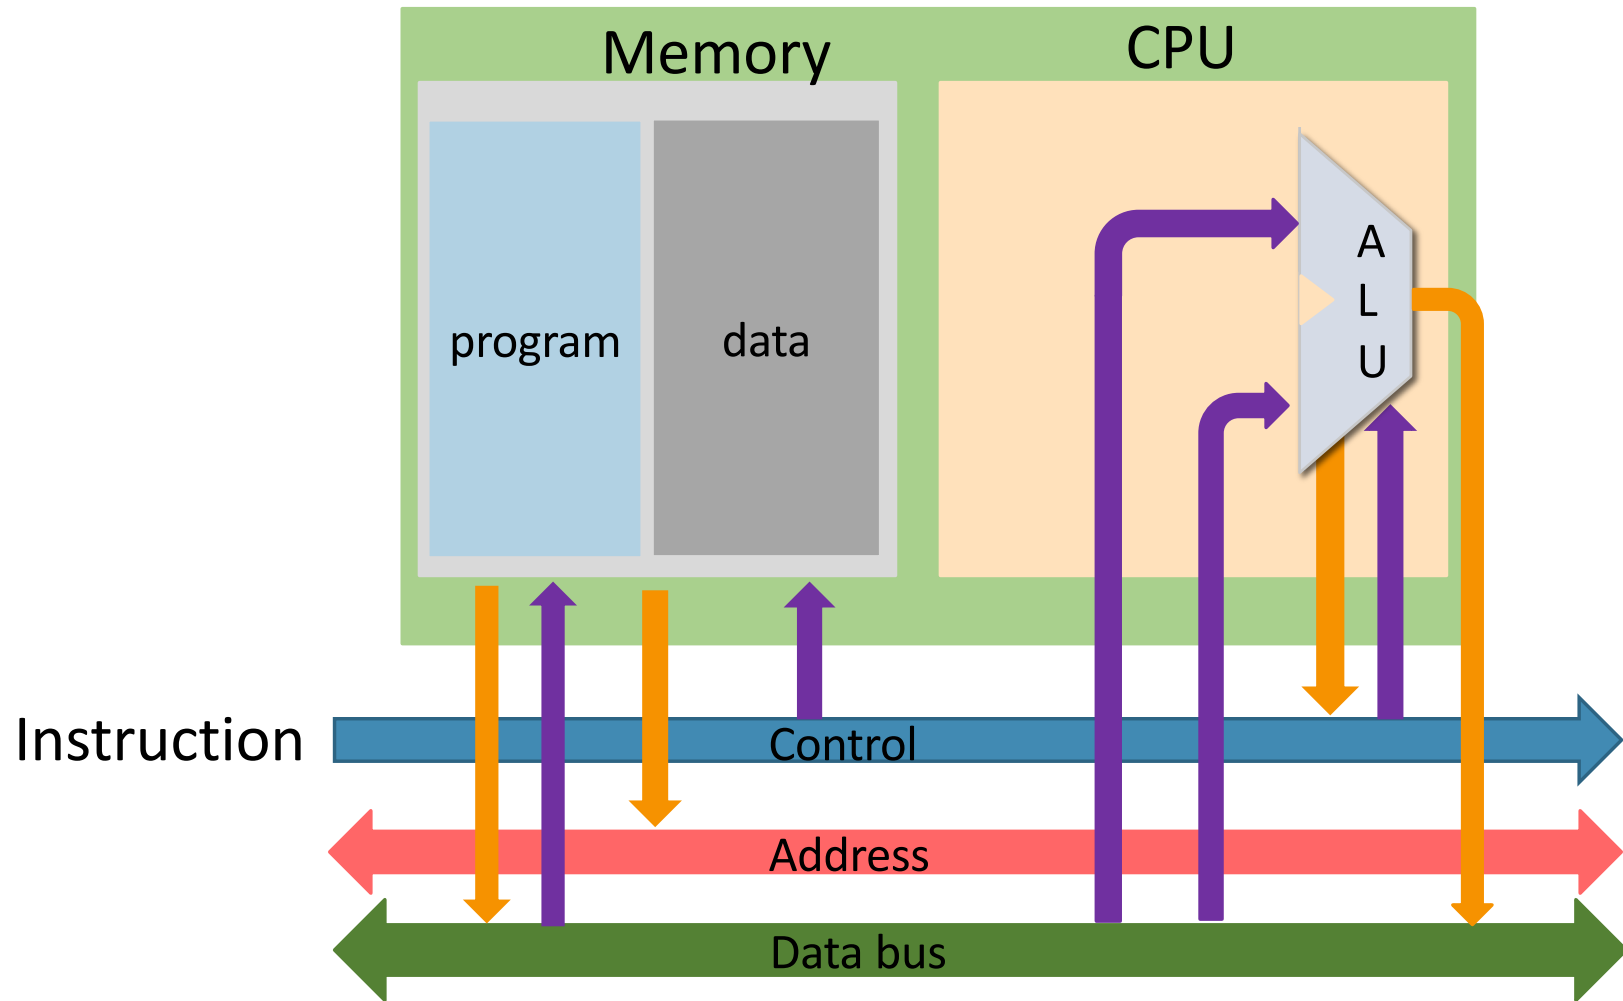 Memory
CPU
program
data
A
L
U
Instruction
Control
Address
Data bus